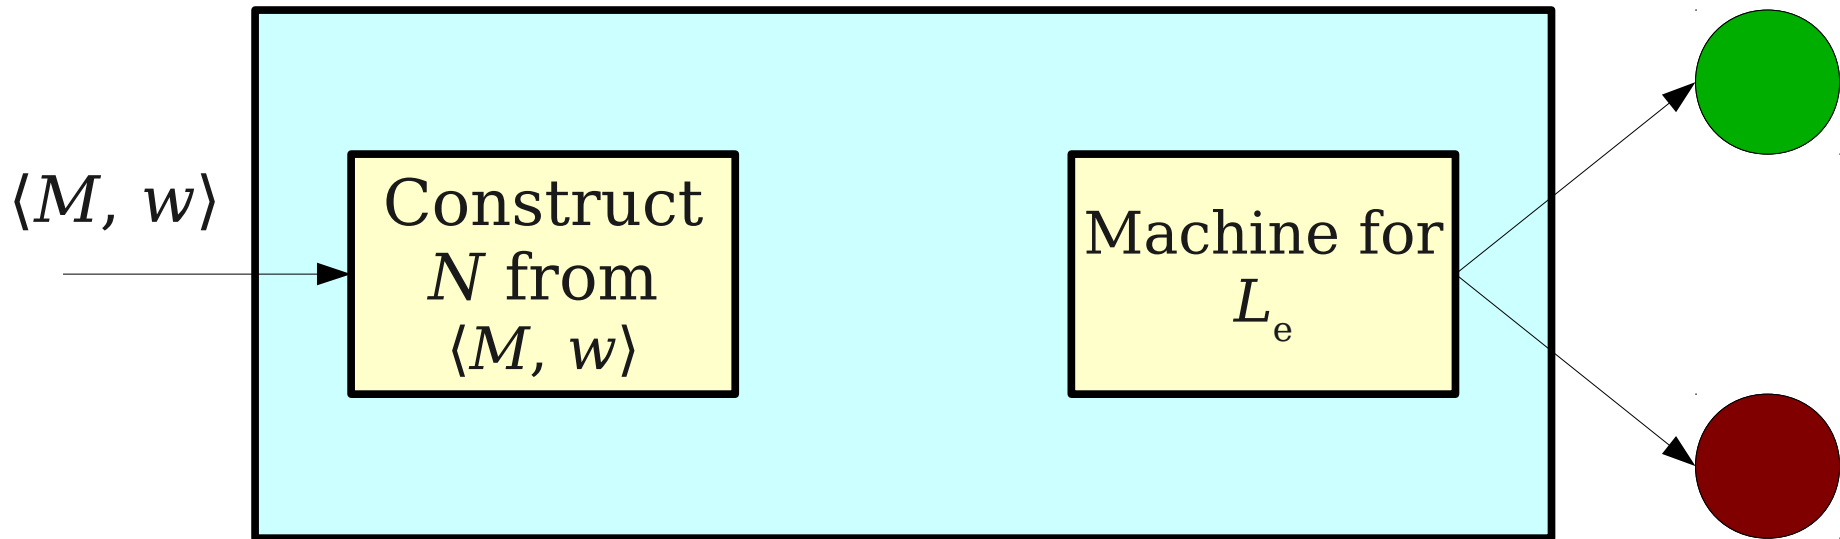 ⟨M, w⟩
Construct
N from
⟨M, w⟩
Machine for
Lₑ